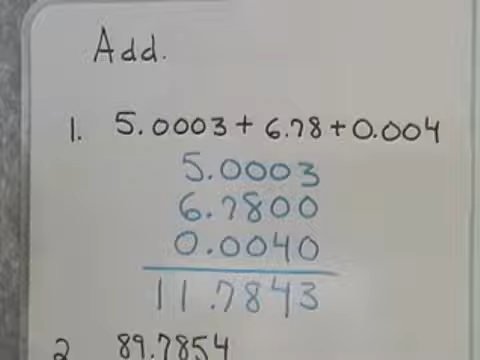 Add.
1. 5.0003 + 6.78 + 0.004
5.0003
6.7800
0.0040
11.7843
2 89.7854